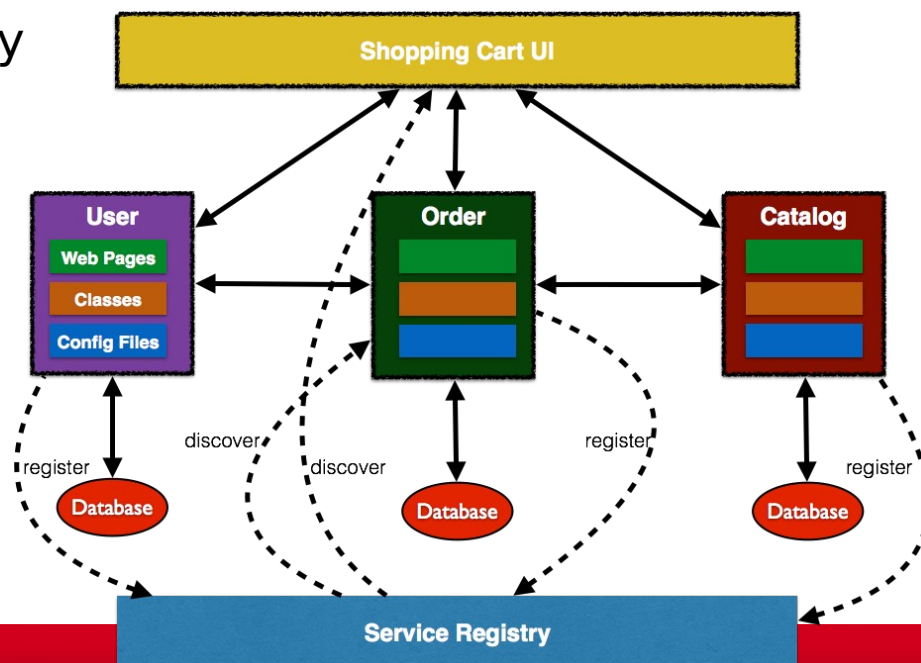 y
Shopping Cart UI
User
Order
Catalog
Web Pages
Classes
Config Files
discover
register
register
discover
register
Database
Database
Database
Service Registry